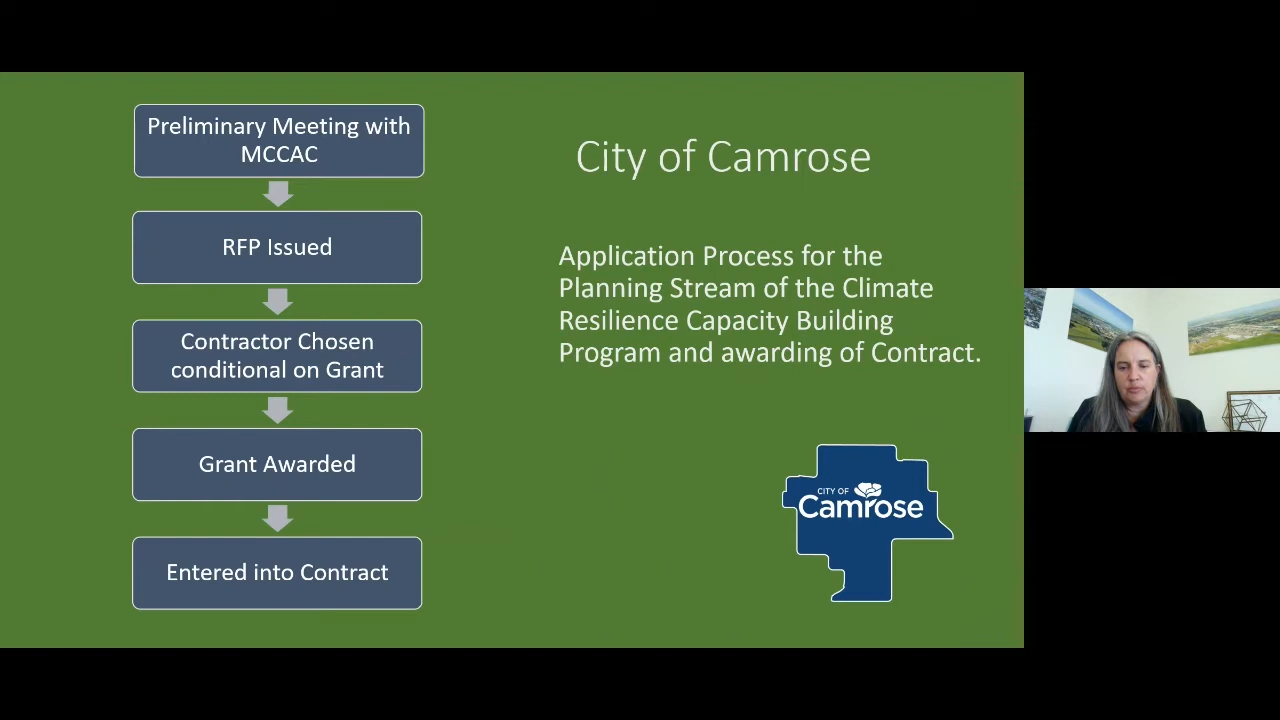 Preliminary Meeting with
MCCAC
RFP Issued
Contractor Chosen
conditional on Grant
Grant Awarded
Entered into Contract
City of Camrose
Application Process for the
Planning Stream of the Climate
Resilience Capacity Building
Program and awarding of Contract.
CITY OF
Camrose